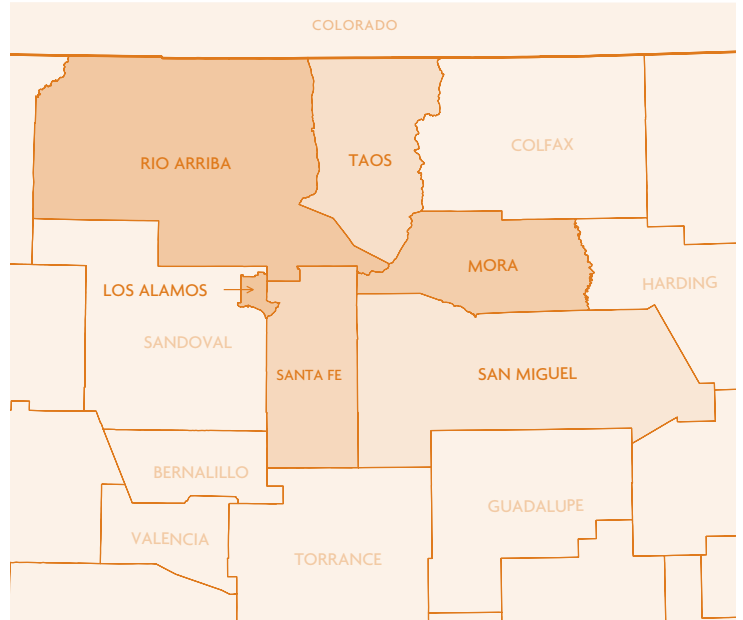 COLORADO
RIO ARRIBA
TAOS
COLFAX
MORA
HARDING
LOS ALAMOS
SANDOVAL
SANTA FE
SAN MIGUEL
BERNALILLO
GUADALUPE
VALENCIA
TORRANCE